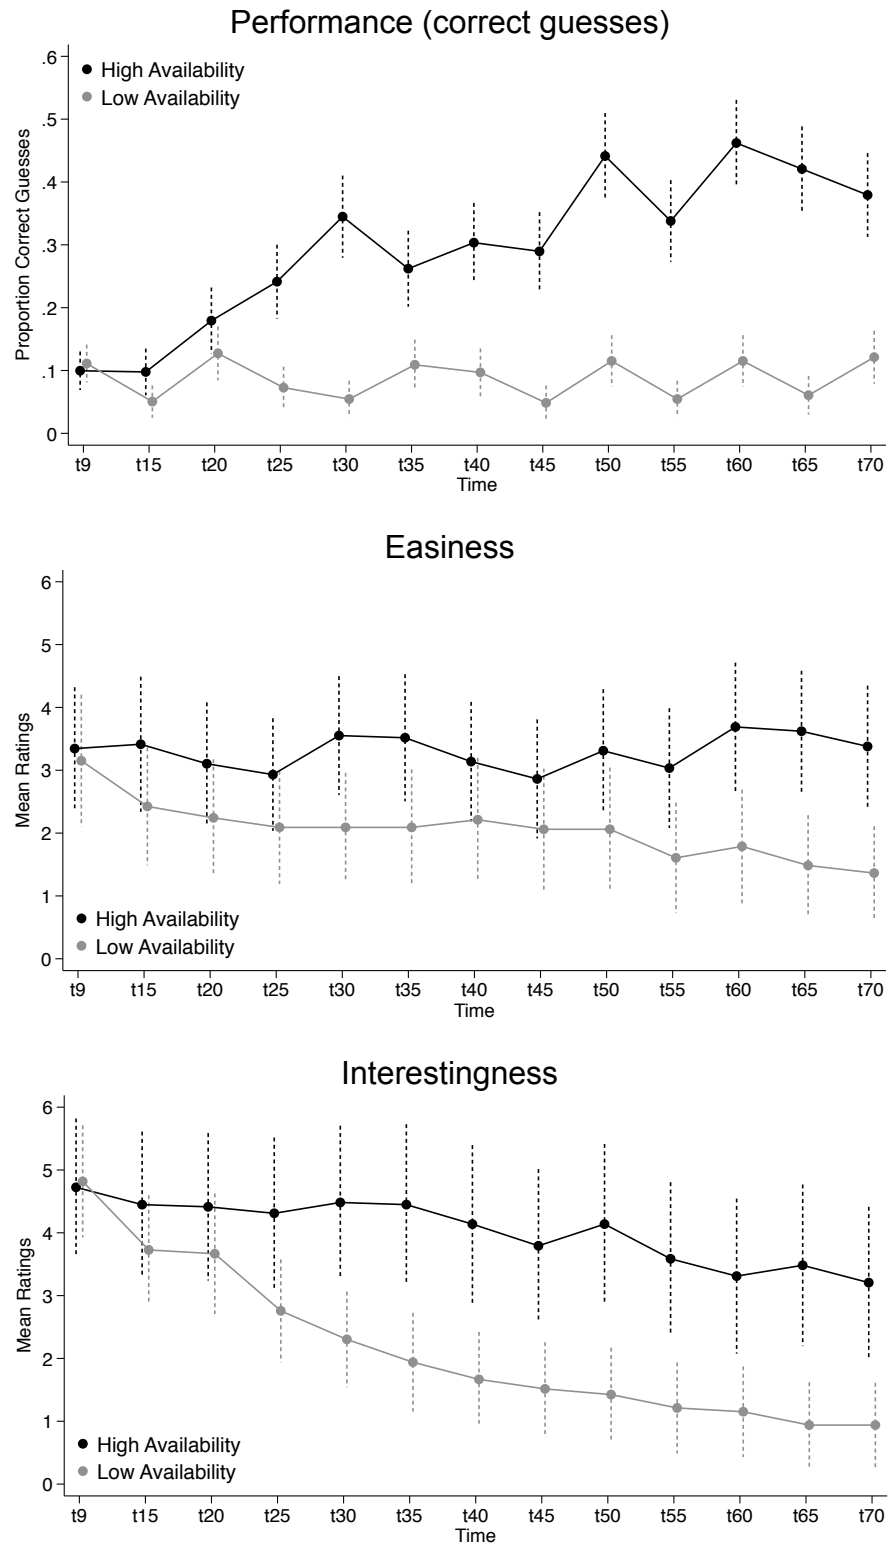 Performance (correct guesses)
Proportion Correct Guesses
.6
.5
.4
.3
.2
.1
0
High Availability
Low Availability
t9 t15 t20 t25 t30 t35 t40 t45 t50 t55 t60 t65 t70
Time
Easiness
Mean Ratings
6
5
4
3
2
1
0
High Availability
Low Availability
t9 t15 t20 t25 t30 t35 t40 t45 t50 t55 t60 t65 t70
Time
Interestingness
Mean Ratings
6
5
4
3
2
1
0
High Availability
Low Availability
t9 t15 t20 t25 t30 t35 t40 t45 t50 t55 t60 t65 t70
Time